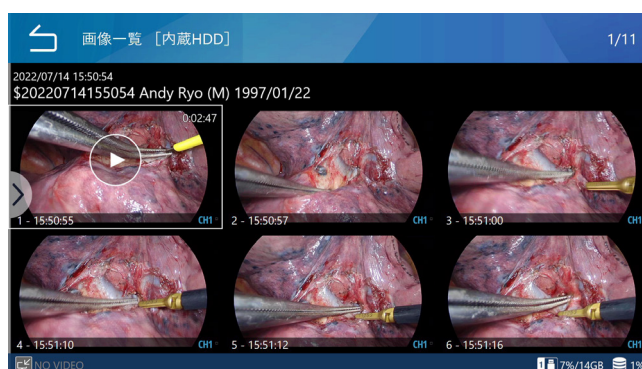 画像一覧 ［内蔵HDD］
1/11
2022/07/14 15:50:54
$20220714155054 Andy Ryo (M) 1997/01/22
0:02:47
1 - 15:50:55 CH1
2 - 15:50:57 CH1
3 - 15:51:00 CH1
4 - 15:51:10 CH1
5 - 15:51:12 CH1
6 - 15:51:16 CH1
NO VIDEO
1 7%/14GB 1%